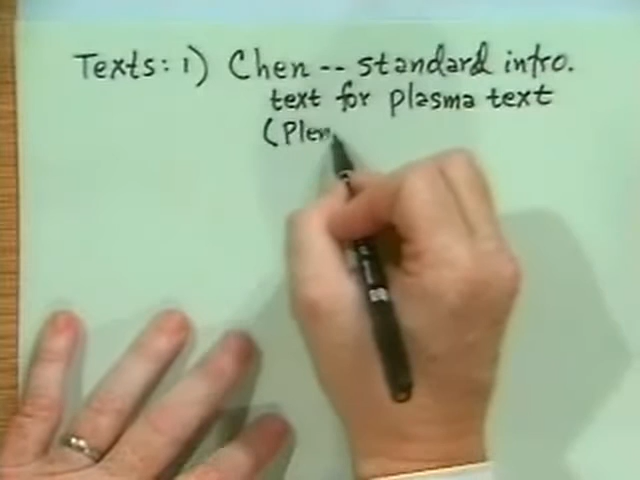 Texts: 1) Chen -- standard intro.
text for plasma text
(Plen